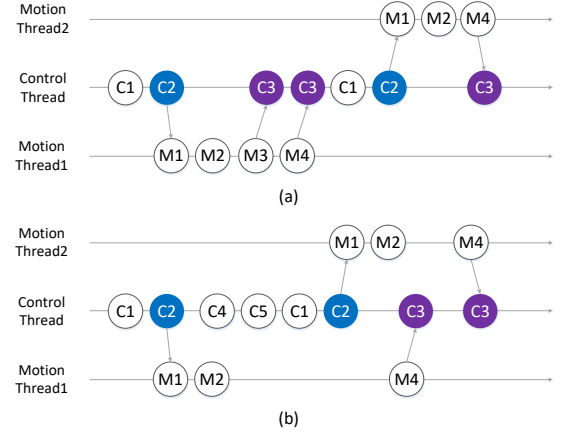 Motion
Thread2
M1 M2 M4
Control
Thread
C1 C2 C3 C3 C1 C2 C3
Motion
Thread1
M1 M2 M3 M4
(a)
Motion
Thread2
M1 M2 M4
Control
Thread
C1 C2 C4 C5 C1 C2 C3 C3
Motion
Thread1
M1 M2 M4
(b)